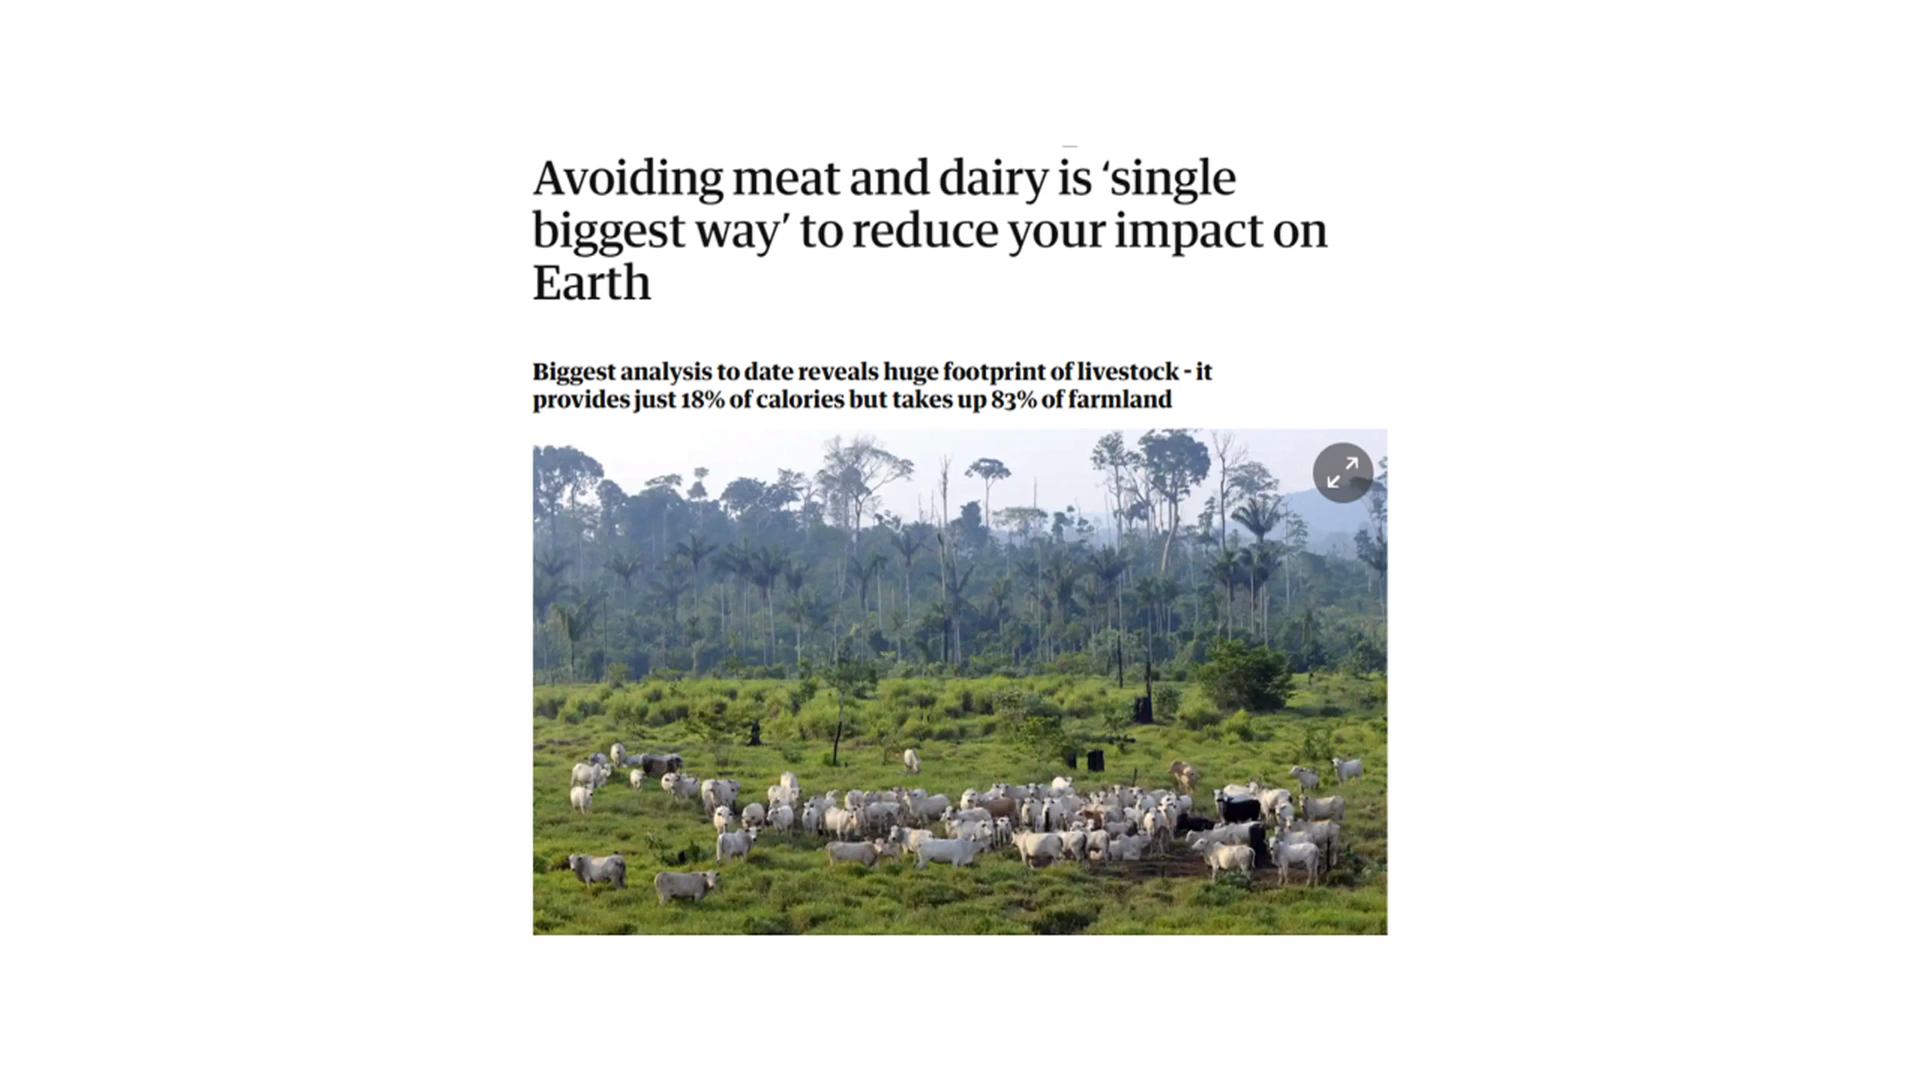 Avoiding meat and dairy is ‘single
biggest way’ to reduce your impact on
Earth
Biggest analysis to date reveals huge footprint of livestock - it
provides just 18% of calories but takes up 83% of farmland